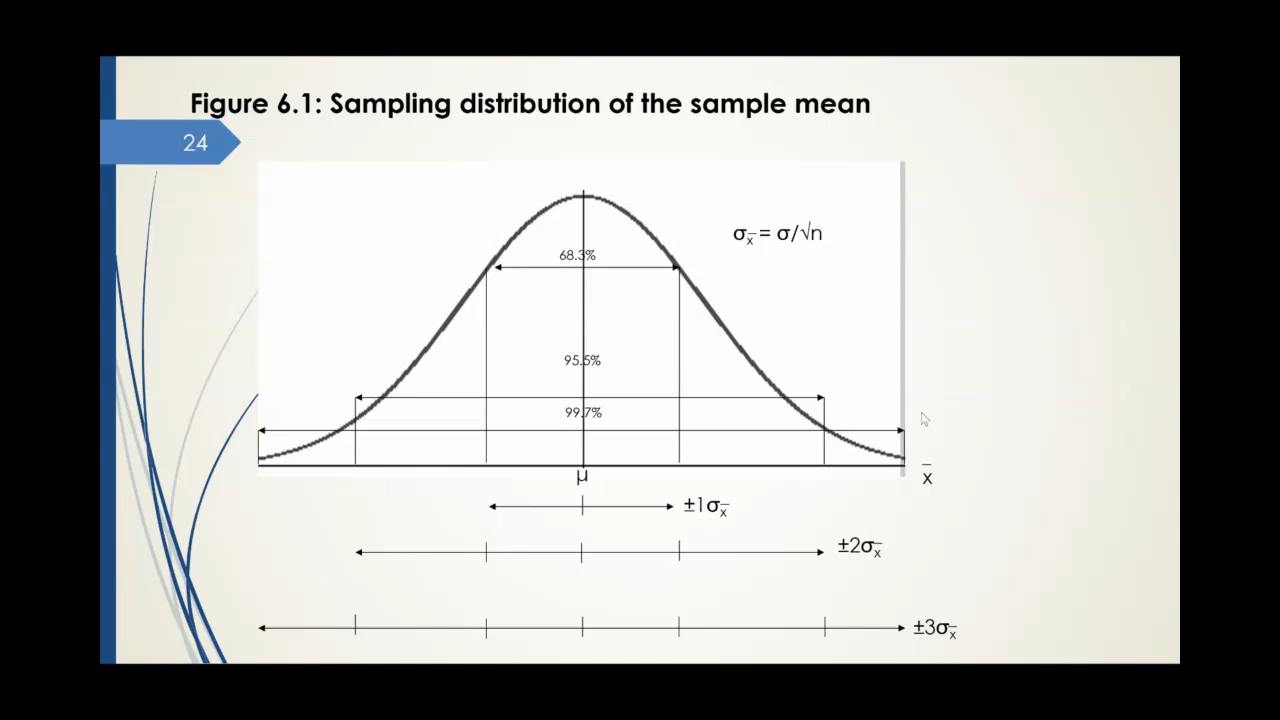 Figure 6.1: Sampling distribution of the sample mean
24
σx̅ = σ/√n
68.3%
95.5%
99.7%
μ
x̅
±1σx̅
±2σx̅
±3σx̅